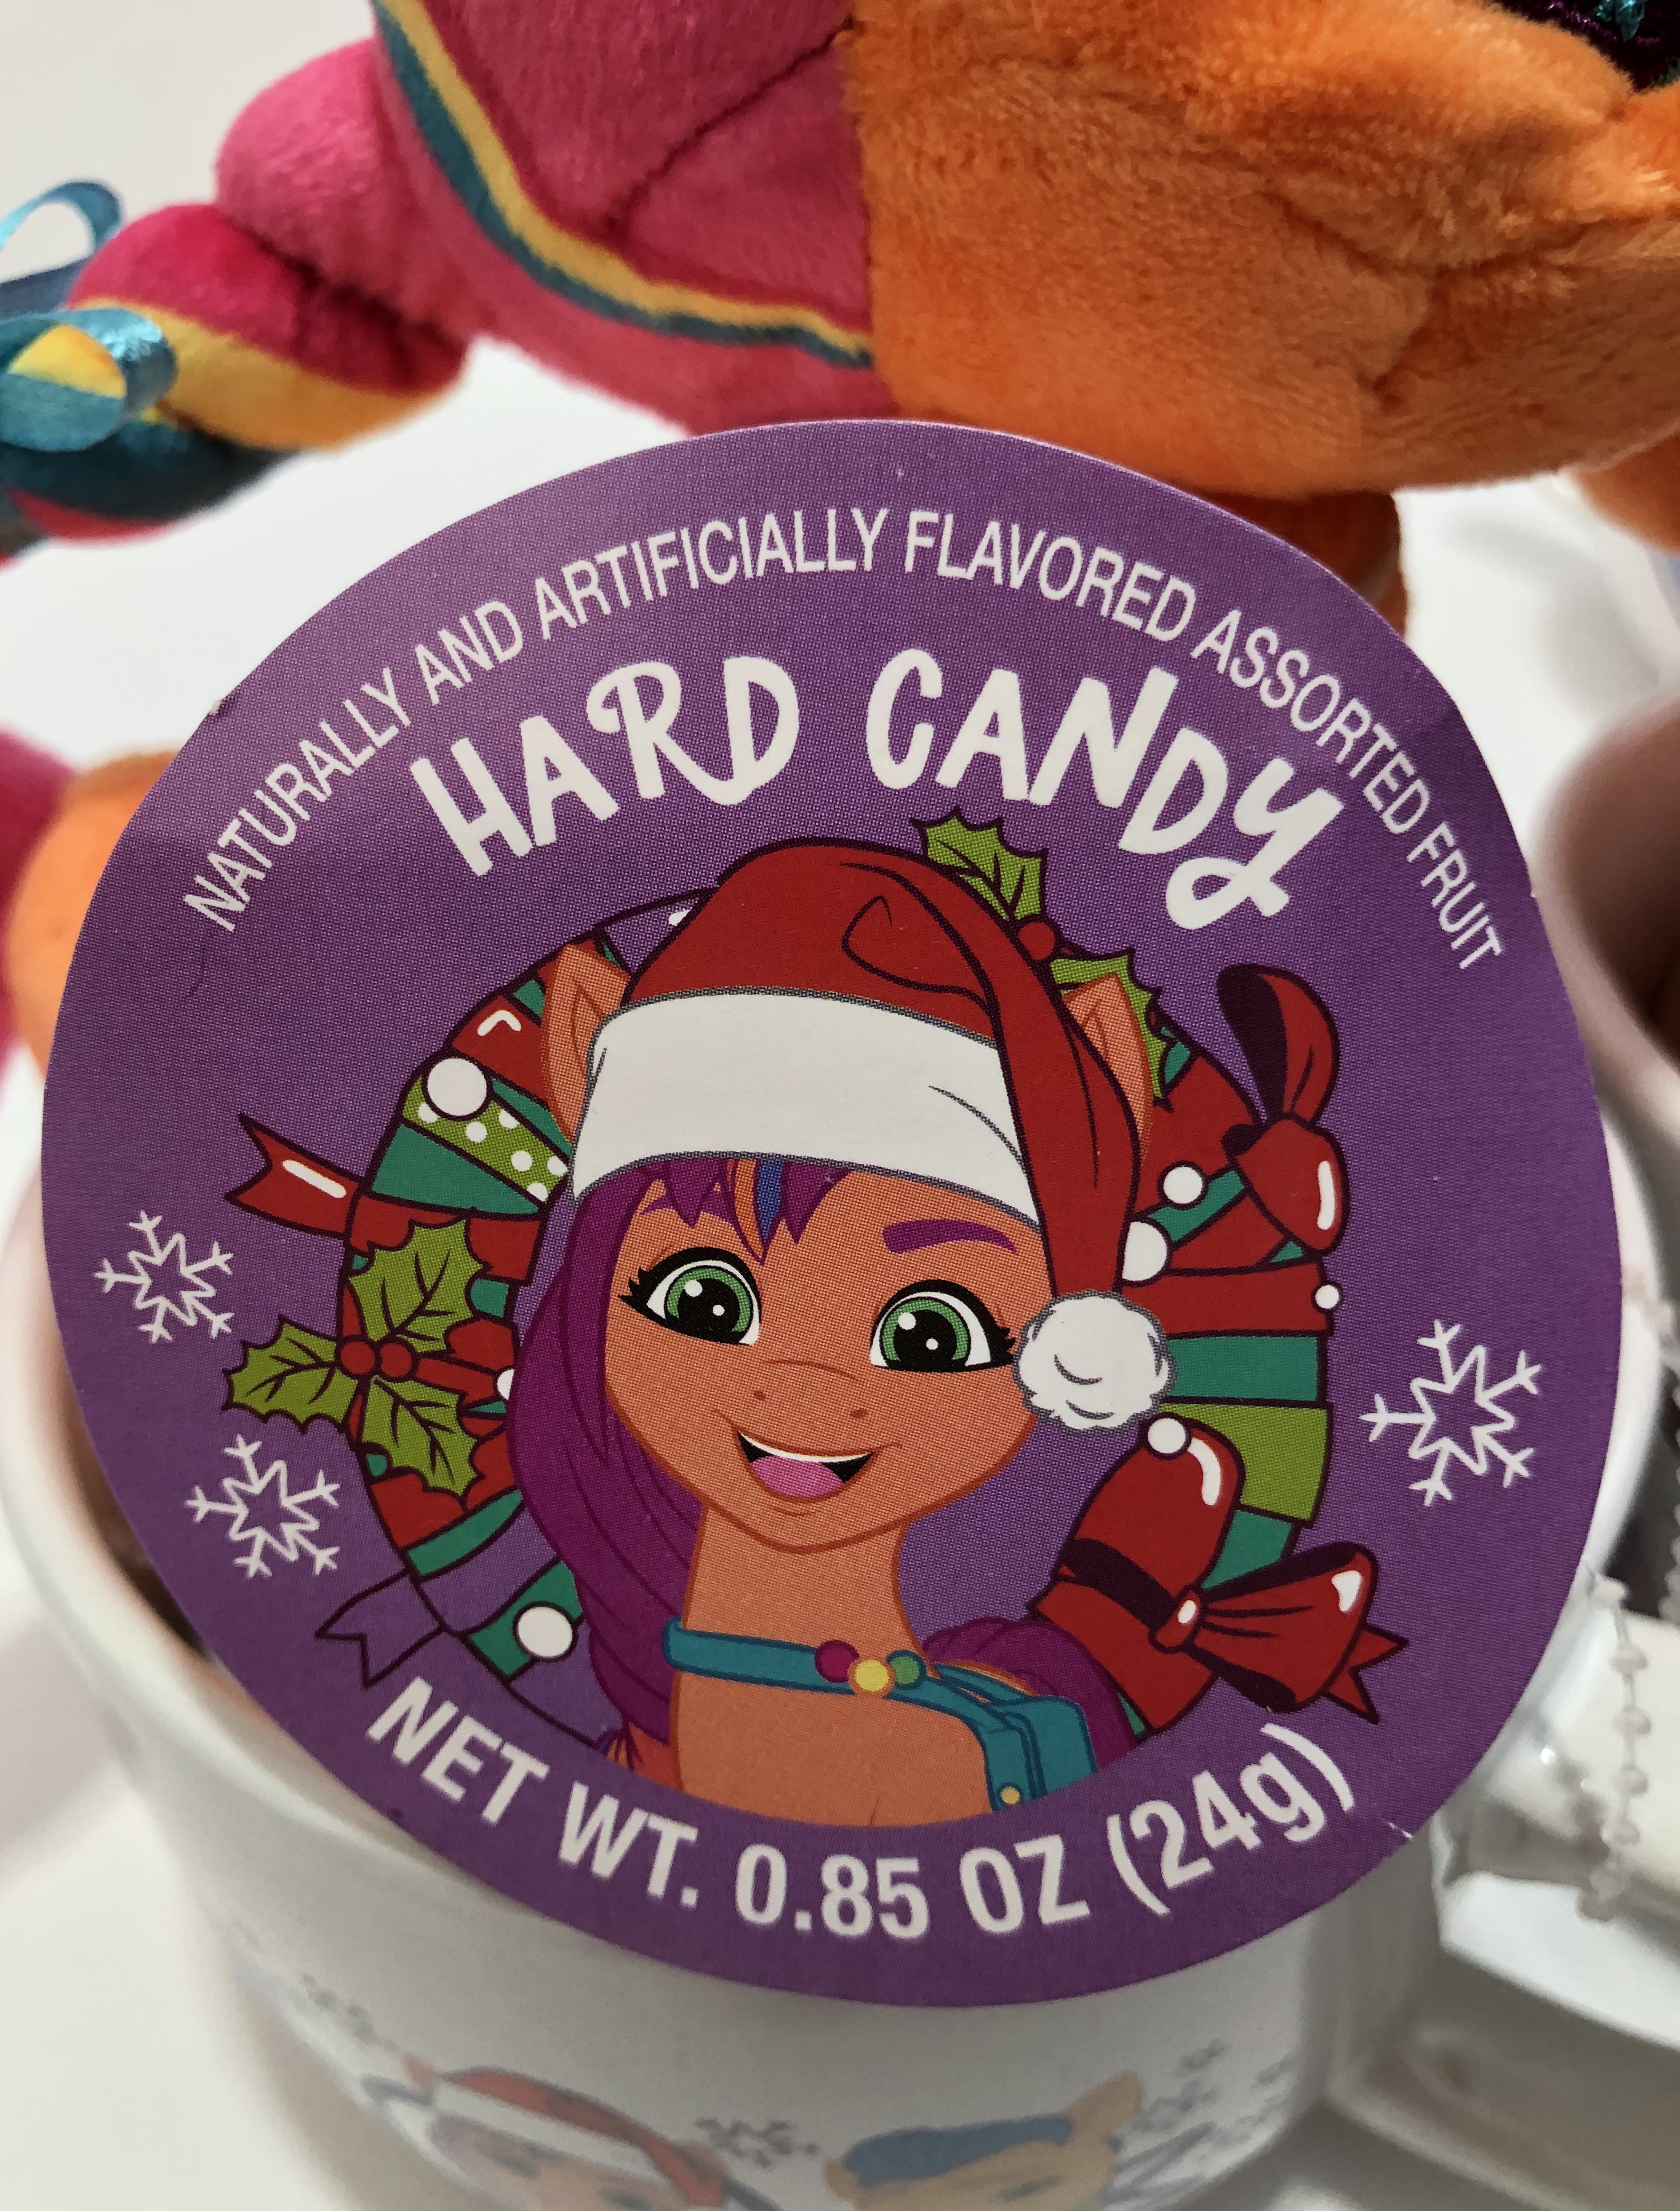 NATURALLY AND ARTIFICIALLY FLAVORED ASSORTED FRUIT
HARD CANDY
NET WT. 0.85 OZ (24g)